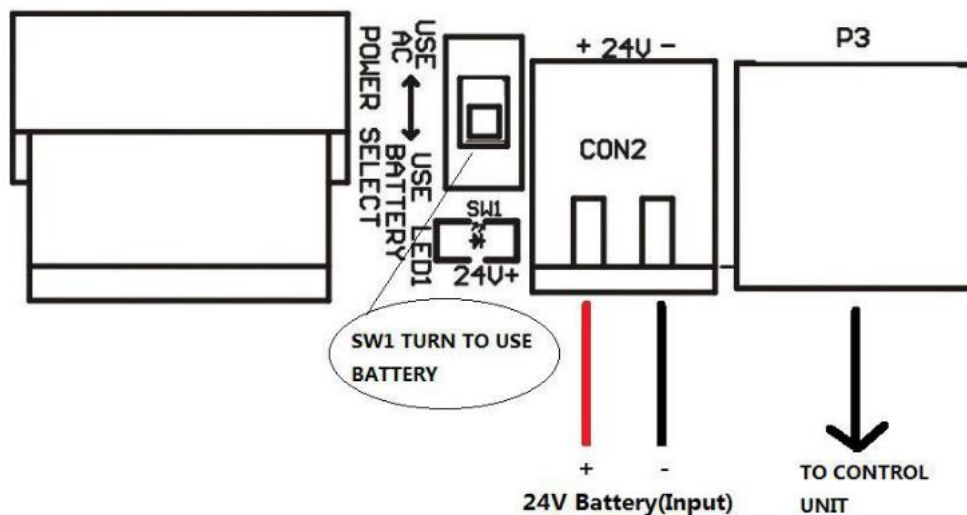 USE
AC
POWER SELECT
USE
BATTERY
+ 24V -
CON2
P3
SW1
LED1
24V+
SW1 TURN TO USE
BATTERY
+ -
24V Battery(Input)
TO CONTROL
UNIT